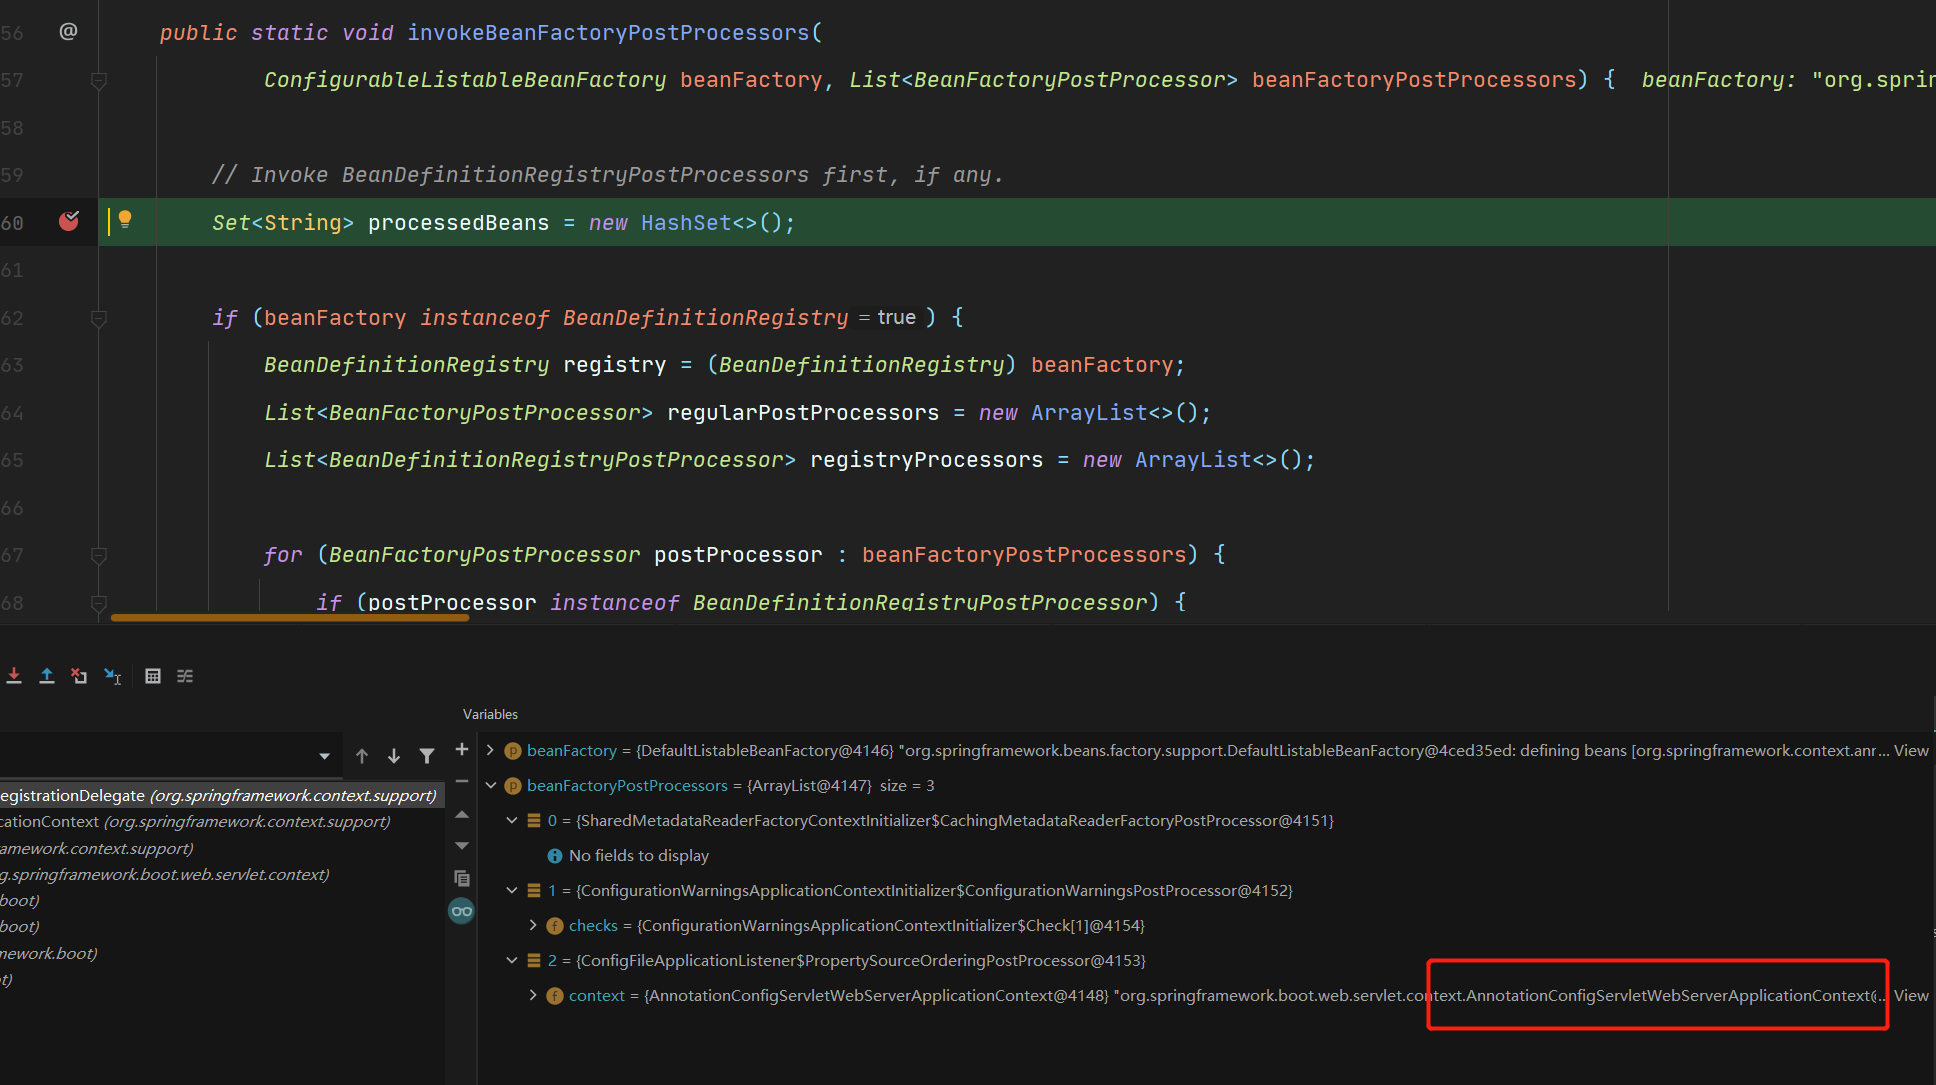 56 @ public static void invokeBeanFactoryPostProcessors(
57 ConfigurableListableBeanFactory beanFactory, List<BeanFactoryPostProcessor> beanFactoryPostProcessors) { beanFactory: "org.sprin
58
59 // Invoke BeanDefinitionRegistryPostProcessors first, if any.
60 Set<String> processedBeans = new HashSet<>();
61
62 if (beanFactory instanceof BeanDefinitionRegistry = true ) {
63 BeanDefinitionRegistry registry = (BeanDefinitionRegistry) beanFactory;
64 List<BeanFactoryPostProcessor> regularPostProcessors = new ArrayList<>();
65 List<BeanDefinitionRegistryPostProcessor> registryProcessors = new ArrayList<>();
66
67 for (BeanFactoryPostProcessor postProcessor : beanFactoryPostProcessors) {
68 if (postProcessor instanceof BeanDefinitionRegistryPostProcessor) {
Variables
egistrationDelegate (org.springframework.context.support)
cationContext (org.springframework.context.support)
amework.context.support)
g.springframework.boot.web.servlet.context)
boot)
boot)
mework.boot)
t)
beanFactory = {DefaultListableBeanFactory@4146} "org.springframework.beans.factory.support.DefaultListableBeanFactory@4ced35ed: defining beans [org.springframework.context.anr... View
beanFactoryPostProcessors = {ArrayList@4147} size = 3
0 = {SharedMetadataReaderFactoryContextInitializer$CachingMetadataReaderFactoryPostProcessor@4151}
No fields to display
1 = {ConfigurationWarningsApplicationContextInitializer$ConfigurationWarningsPostProcessor@4152}
checks = {ConfigurationWarningsApplicationContextInitializer$Check[1]@4154}
2 = {ConfigFileApplicationListener$PropertySourceOrderingPostProcessor@4153}
context = {AnnotationConfigServletWebServerApplicationContext@4148} "org.springframework.boot.web.servlet.context.AnnotationConfigServletWebServerApplicationContext@... View